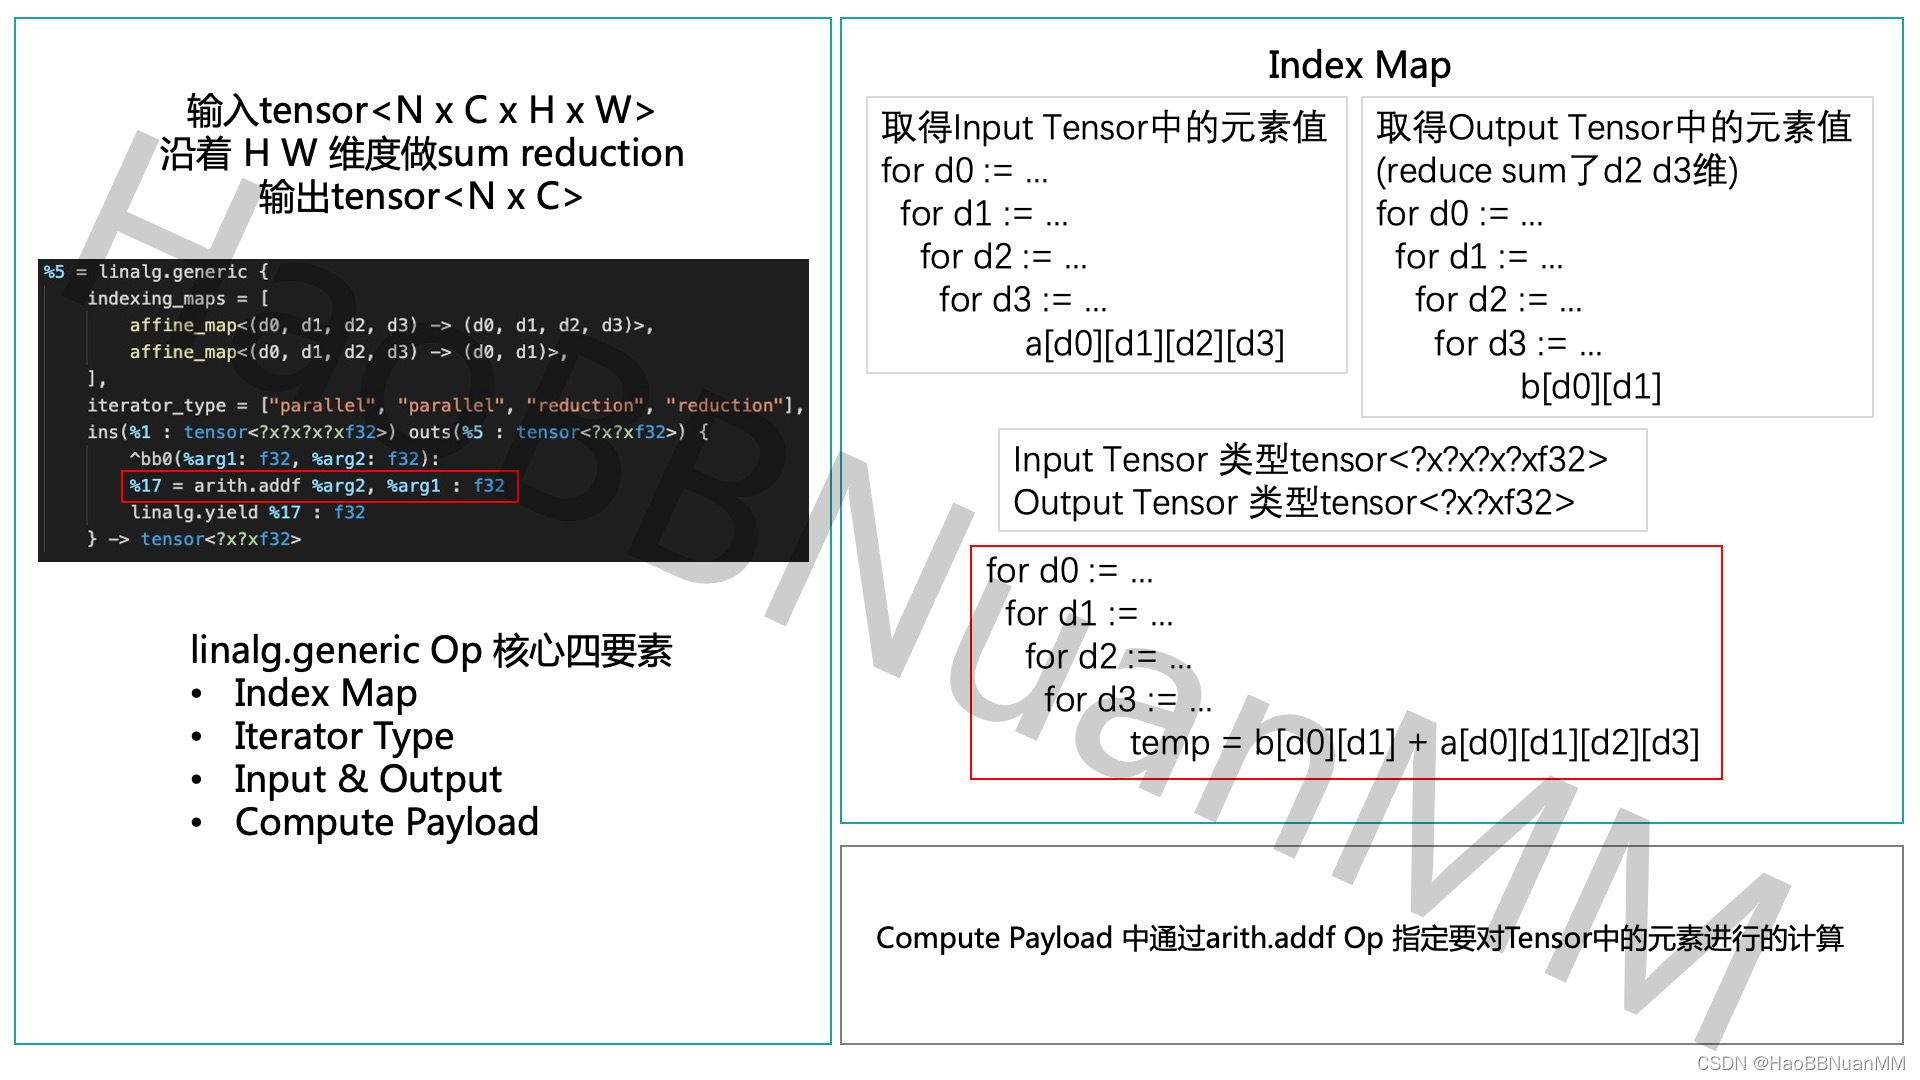 输入tensor<N x C x H x W>
沿着 H W 维度做sum reduction
输出tensor<N x C>
%5 = linalg.generic {
indexing_maps = [
affine_map<(d0, d1, d2, d3) -> (d0, d1, d2, d3)>,
affine_map<(d0, d1, d2, d3) -> (d0, d1)>,
],
iterator_type = ["parallel", "parallel", "reduction", "reduction"],
ins(%1 : tensor<?x?x?x?xf32>) outs(%5 : tensor<?x?xf32>) {
^bb0(%arg1: f32, %arg2: f32):
%17 = arith.addf %arg2, %arg1 : f32
linalg.yield %17 : f32
} -> tensor<?x?xf32>
linalg.generic Op 核心四要素
• Index Map
• Iterator Type
• Input & Output
• Compute Payload
Index Map
取得Input Tensor中的元素值
for d0 := ...
for d1 := ...
for d2 := ...
for d3 := ...
a[d0][d1][d2][d3]
取得Output Tensor中的元素值
(reduce sum了d2 d3维)
for d0 := ...
for d1 := ...
for d2 := ...
for d3 := ...
b[d0][d1]
Input Tensor 类型tensor<?x?x?x?xf32>
Output Tensor 类型tensor<?x?xf32>
for d0 := ...
for d1 := ...
for d2 := ...
for d3 := ...
temp = b[d0][d1] + a[d0][d1][d2][d3]
Compute Payload 中通过arith.addf Op 指定要对Tensor中的元素进行的计算
HaoBBNuanMM
CSDN @HaoBBNuanMM